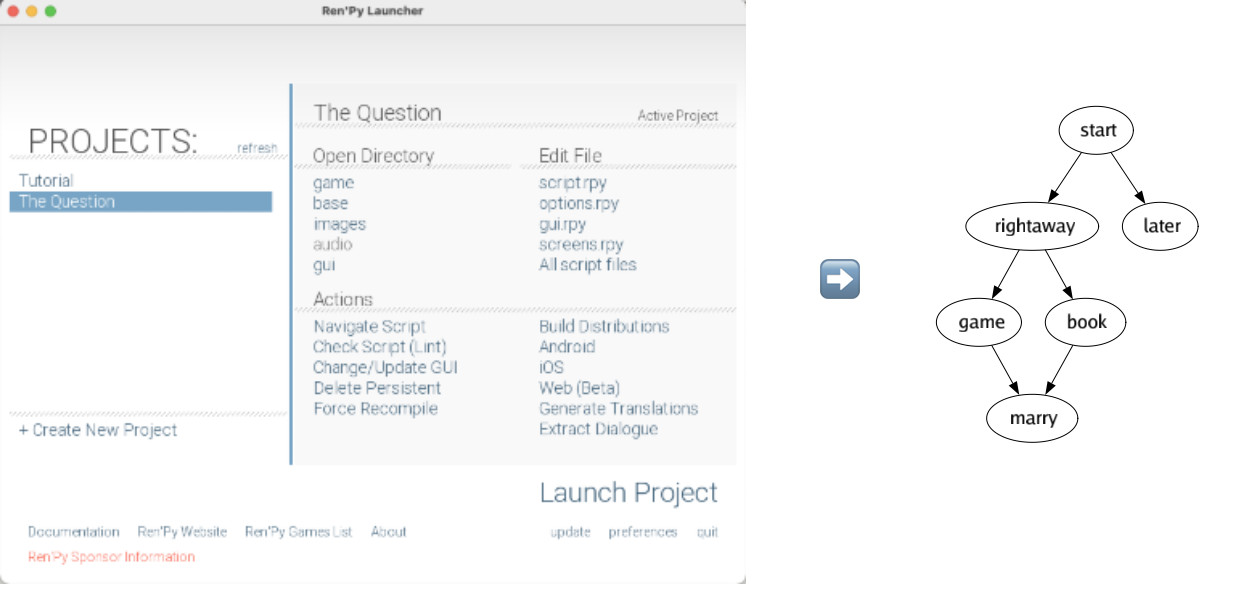 Ren'Py Launcher
PROJECTS:
refresh
Tutorial
The Question
+ Create New Project
The Question
Active Project
Open Directory
game
base
images
audio
gui
Edit File
script.rpy
options.rpy
gui.rpy
screens.rpy
All script files
Actions
Navigate Script
Check Script (Lint)
Change/Update GUI
Delete Persistent
Force Recompile
Build Distributions
Android
iOS
Web (Beta)
Generate Translations
Extract Dialogue
Launch Project
Documentation Ren'Py Website Ren'Py Games List About
update preferences quit
Ren'Py Sponsor Information
start
rightaway later
game book
marry